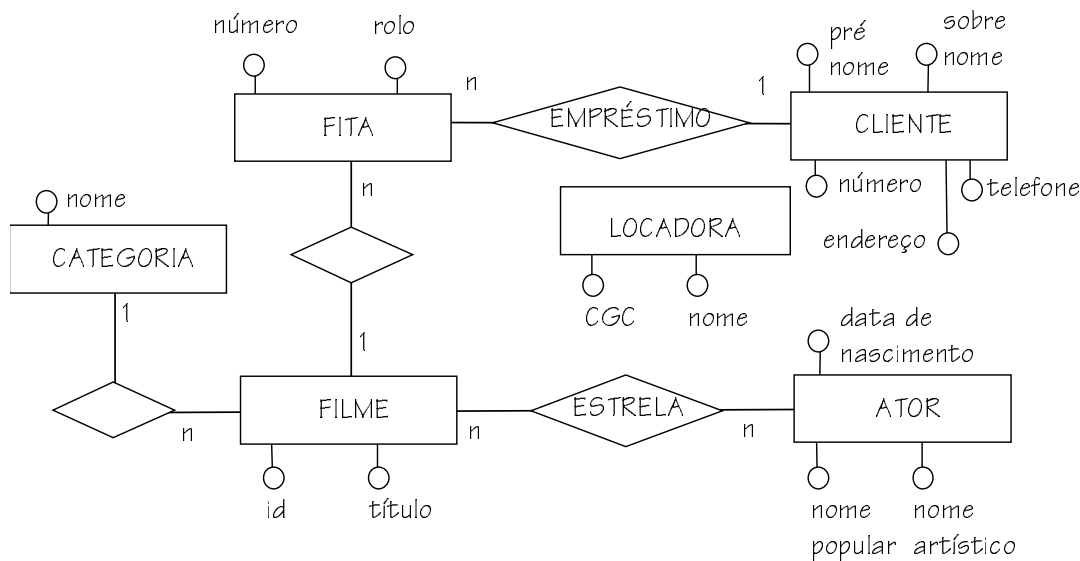 número
rolo
pré
nome
sobre
nome
n
1
FITA
EMPRÉSTIMO
CLIENTE
número
telefone
endereço
n
nome
CATEGORIA
LOCADORA
CGC
nome
1
1
data de
nascimento
FILME
ESTRELA
ATOR
n
n
n
id
título
nome
popular
nome
artístico